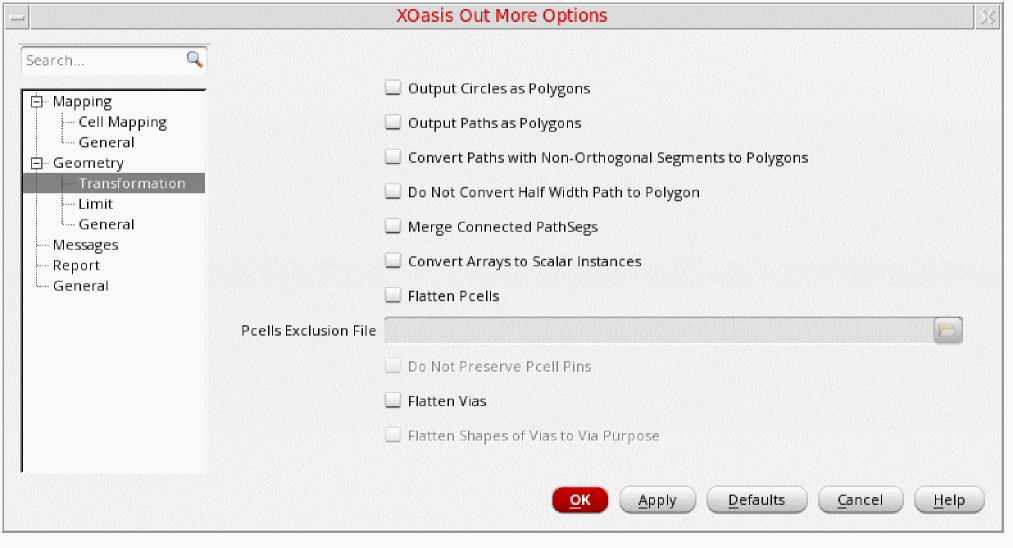 XOasis Out More Options
Search...
Mapping
Cell Mapping
General
Geometry
Transformation
Limit
General
Messages
Report
General
Output Circles as Polygons
Output Paths as Polygons
Convert Paths with Non-Orthogonal Segments to Polygons
Do Not Convert Half Width Path to Polygon
Merge Connected PathSegs
Convert Arrays to Scalar Instances
Flatten Pcells
Pcells Exclusion File
Do Not Preserve Pcell Pins
Flatten Vias
Flatten Shapes of Vias to Via Purpose
OK Apply Defaults Cancel Help